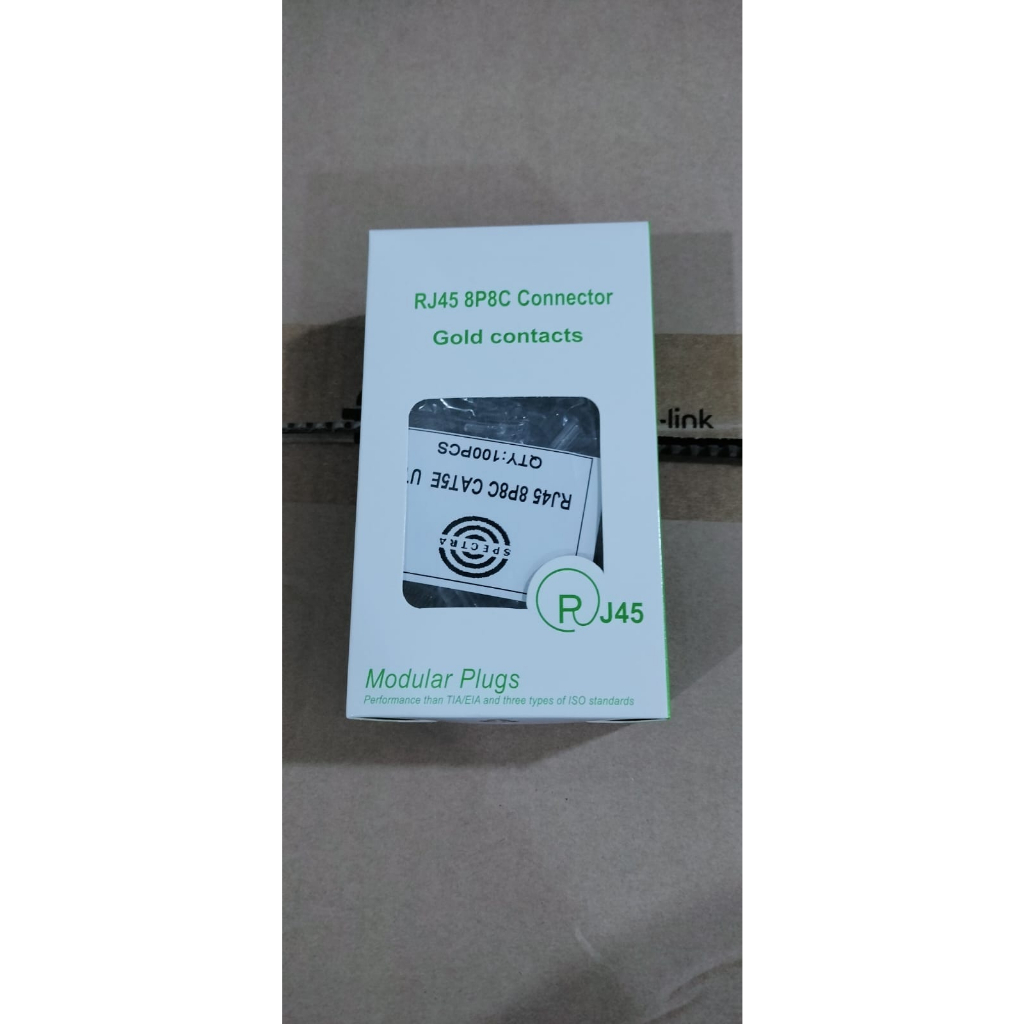 RJ45 8P8C Connector
Gold contacts
-link
RJ45 8P8C CAT5E
QTY:100PCS
SPECTRA
RJ45
Modular Plugs
Performance than TIA/EIA and three types of ISO standards